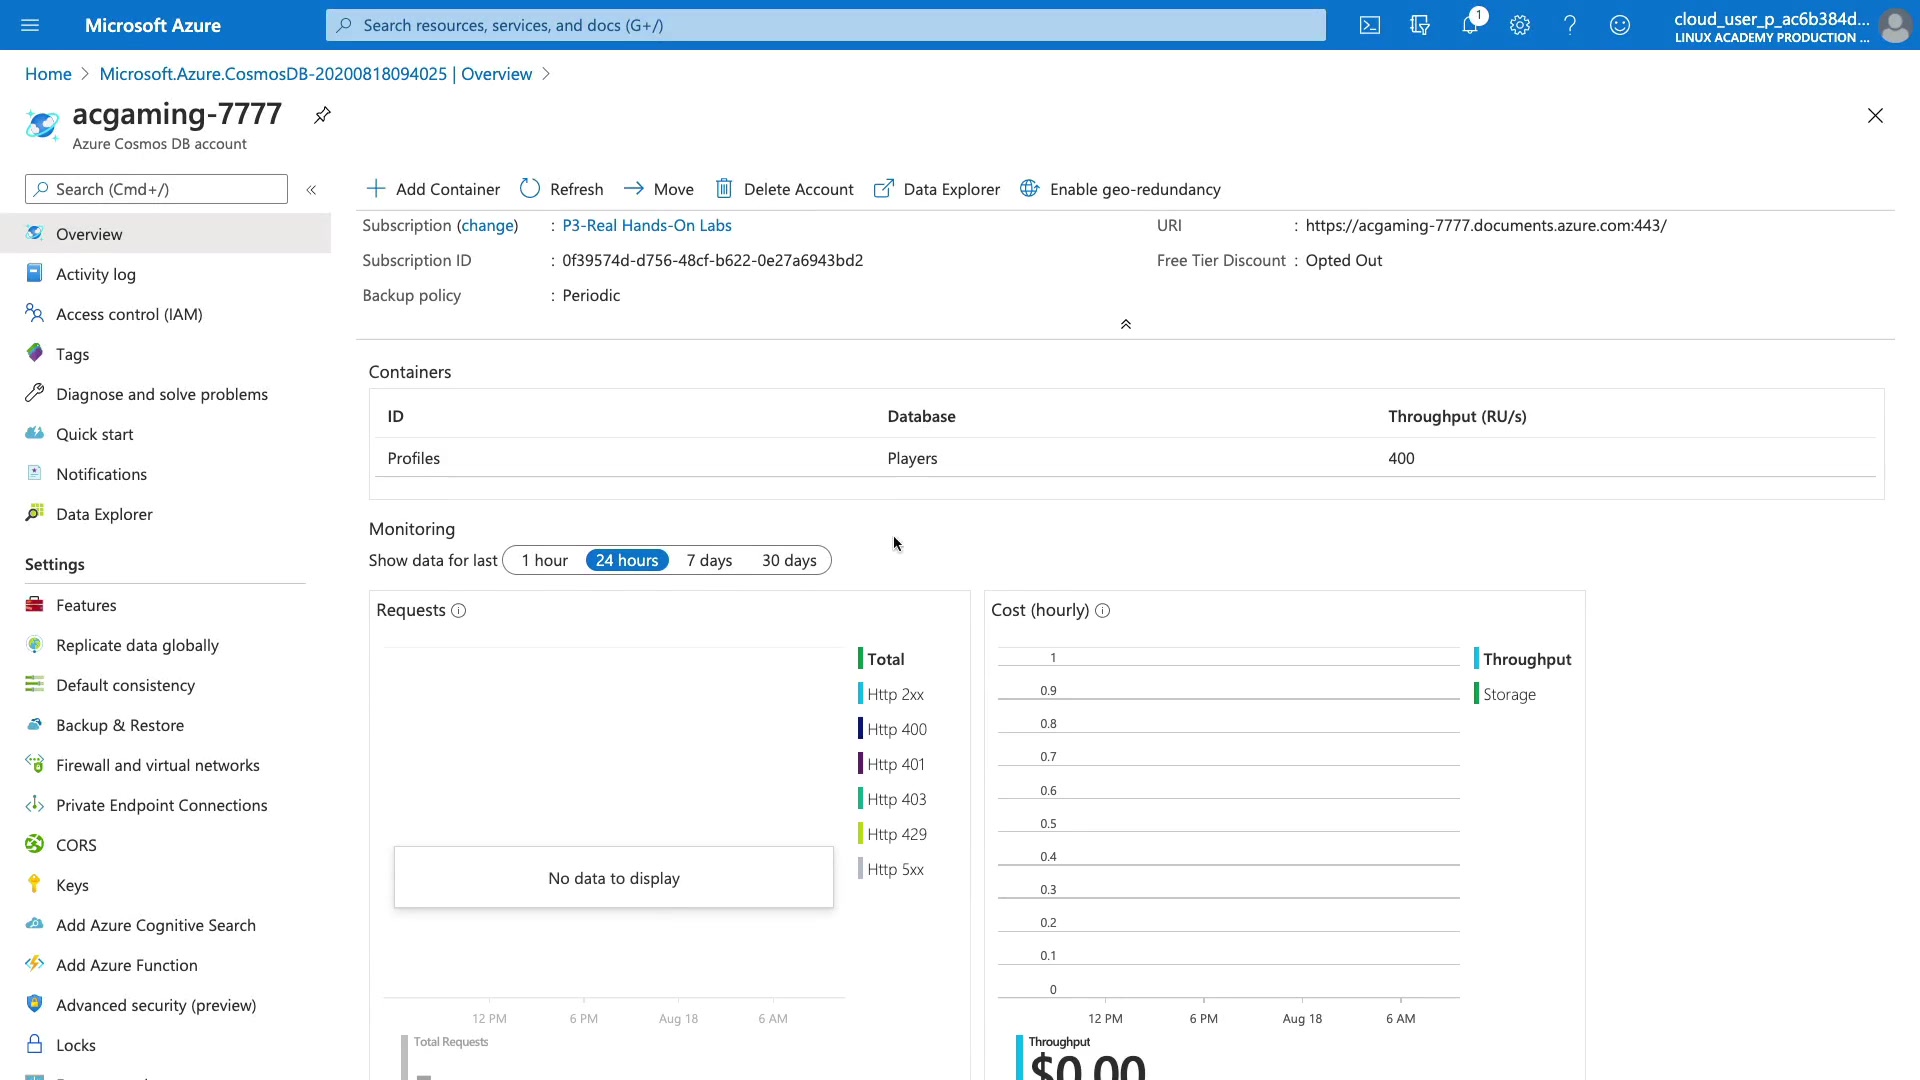 Microsoft Azure
Search resources, services, and docs (G+/)
1
cloud_user_p_ac6b384d...
LINUX ACADEMY PRODUCTION ...
Home > Microsoft.Azure.CosmosDB-20200818094025 | Overview >
acgaming-7777
Azure Cosmos DB account
Search (Cmd+/)
«
Add Container
Refresh
Move
Delete Account
Data Explorer
Enable geo-redundancy
Subscription (change) : P3-Real Hands-On Labs
URI : https://acgaming-7777.documents.azure.com:443/
Subscription ID : 0f39574d-d756-48cf-b622-0e27a6943bd2
Free Tier Discount : Opted Out
Backup policy : Periodic
Overview
Activity log
Access control (IAM)
Tags
Diagnose and solve problems
Quick start
Notifications
Data Explorer
Settings
Features
Replicate data globally
Default consistency
Backup & Restore
Firewall and virtual networks
Private Endpoint Connections
CORS
Keys
Add Azure Cognitive Search
Add Azure Function
Advanced security (preview)
Locks
Containers
ID Database Throughput (RU/s)
Profiles Players 400
Monitoring
Show data for last 1 hour 24 hours 7 days 30 days
Requests
Total
Http 2xx
Http 400
Http 401
Http 403
Http 429
Http 5xx
No data to display
12 PM 6 PM Aug 18 6 AM
Total Requests
Cost (hourly)
1
0.9
0.8
0.7
0.6
0.5
0.4
0.3
0.2
0.1
0
Throughput
Storage
12 PM 6 PM Aug 18 6 AM
Throughput
$0.00